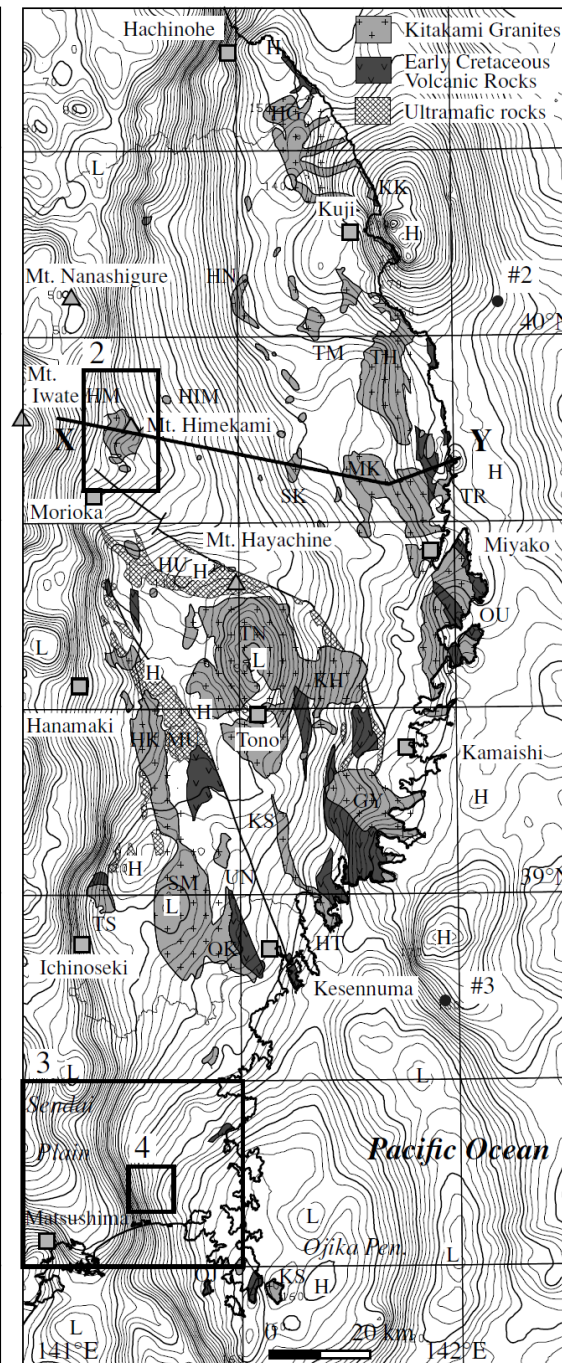 Hachinohe
H
Kitakami Granites
Early Cretaceous
Volcanic Rocks
Ultramafic rocks
L
HG
KK
Kuji
H
Mt. Nanashigure
HN
#2
40°N
TM
TH
2
Mt.
Iwate
HM
HIM
Mt. Himekami
X
Y
MK
H
SK
TR
Morioka
Mt. Hayachine
Miyako
HU
H
OU
L
TN
L
H
KH
H
Hanamaki
HK
MU
Tono
Kamaishi
H
GY
KS
H
39°N
SM
UN
L
TS
OK
HT
H
Ichinoseki
Kesennuma
#3
3
L
L
Sendai
Plain
4
Pacific Ocean
Matsushima
L
Ojika Pen.
L
KS
H
L
0
20 km
141°E
142°E